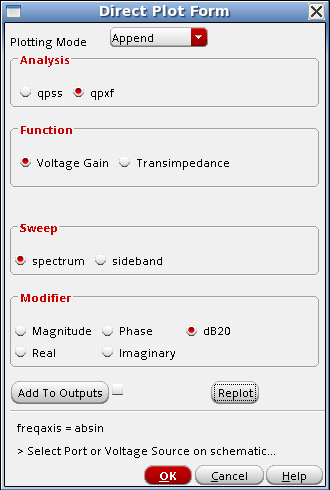 Direct Plot Form
Plotting Mode Append
Analysis
qpss qpxf
Function
Voltage Gain Transimpedance
Sweep
spectrum sideband
Modifier
Magnitude Phase dB20
Real Imaginary
Add To Outputs Replot
freqaxis = absin
> Select Port or Voltage Source on schematic...
OK Cancel Help